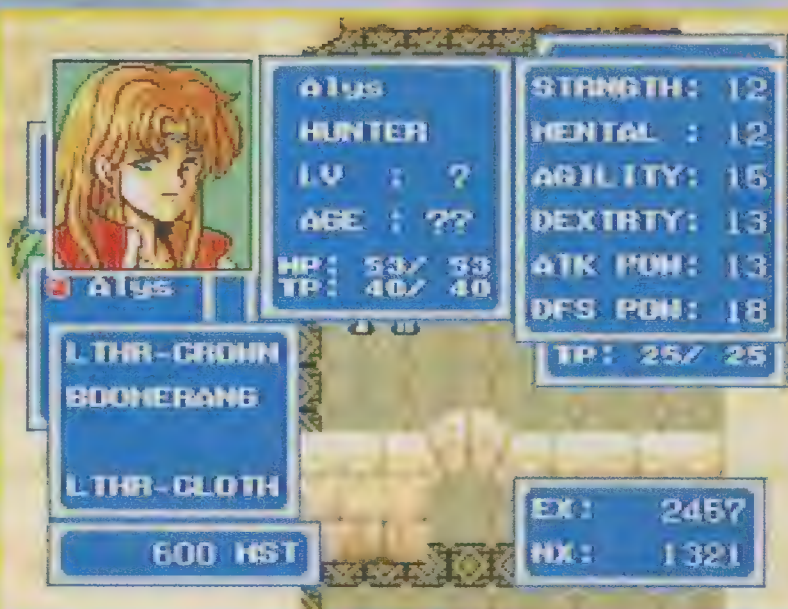 Alys
HUNTER
LV : ?
AGE : ??
HP: 53/ 53
TP: 40/ 40
STRNGTH: 12
MENTAL : 12
AGILITY: 15
DEXTRTY: 13
ATK POW: 13
DFS POW: 18
TP: 25/ 25
Alys
LTHR-CROWN
BOOMERANG
LTHR-CLOTH
600 MST
EX: 2457
NX: 1321